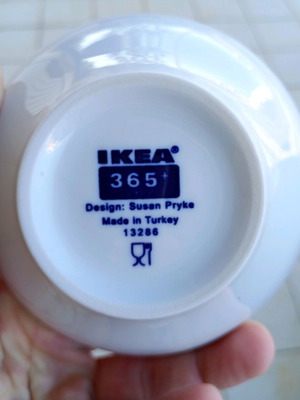 IKEA®
365+
Design: Susan Pryke
Made in Turkey
13286